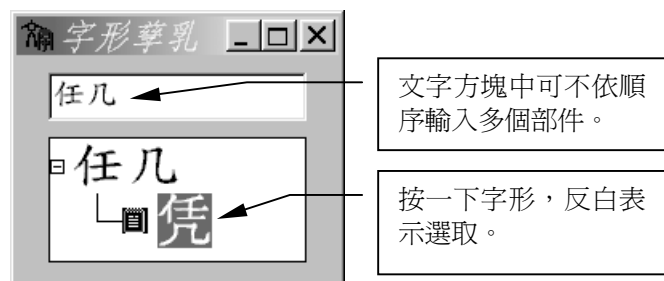 字形孳乳
任几
文字方塊中可不依順
序輸入多個部件。
任几
凭
按一下字形，反白表
示選取。